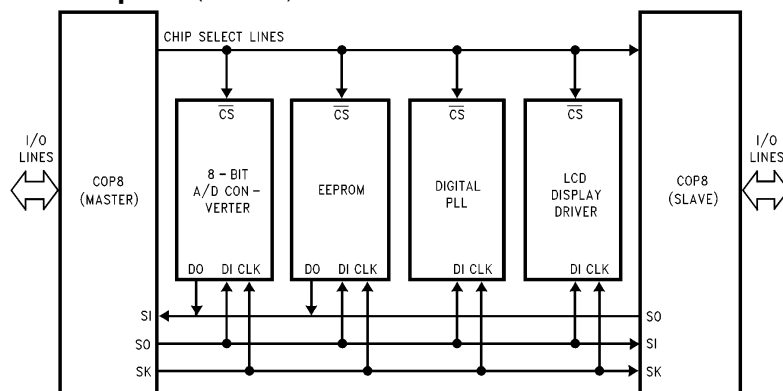 CHIP SELECT LINES
I/O
LINES
COP8
(MASTER)
CS
8 - BIT
A/D CON -
VERTER
DO DI CLK
CS
EEPROM
DO DI CLK
CS
DIGITAL
PLL
DI CLK
CS
LCD
DISPLAY
DRIVER
DI CLK
COP8
(SLAVE)
I/O
LINES
SI
SO
SK
SO
SI
SK